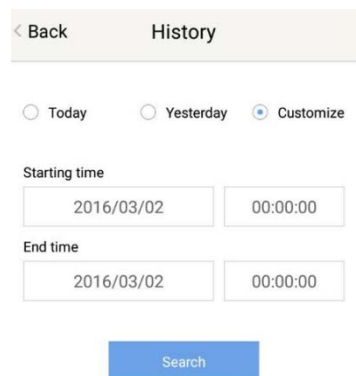 < Back History
Today Yesterday Customize
Starting time
2016/03/02 00:00:00
End time
2016/03/02 00:00:00
Search